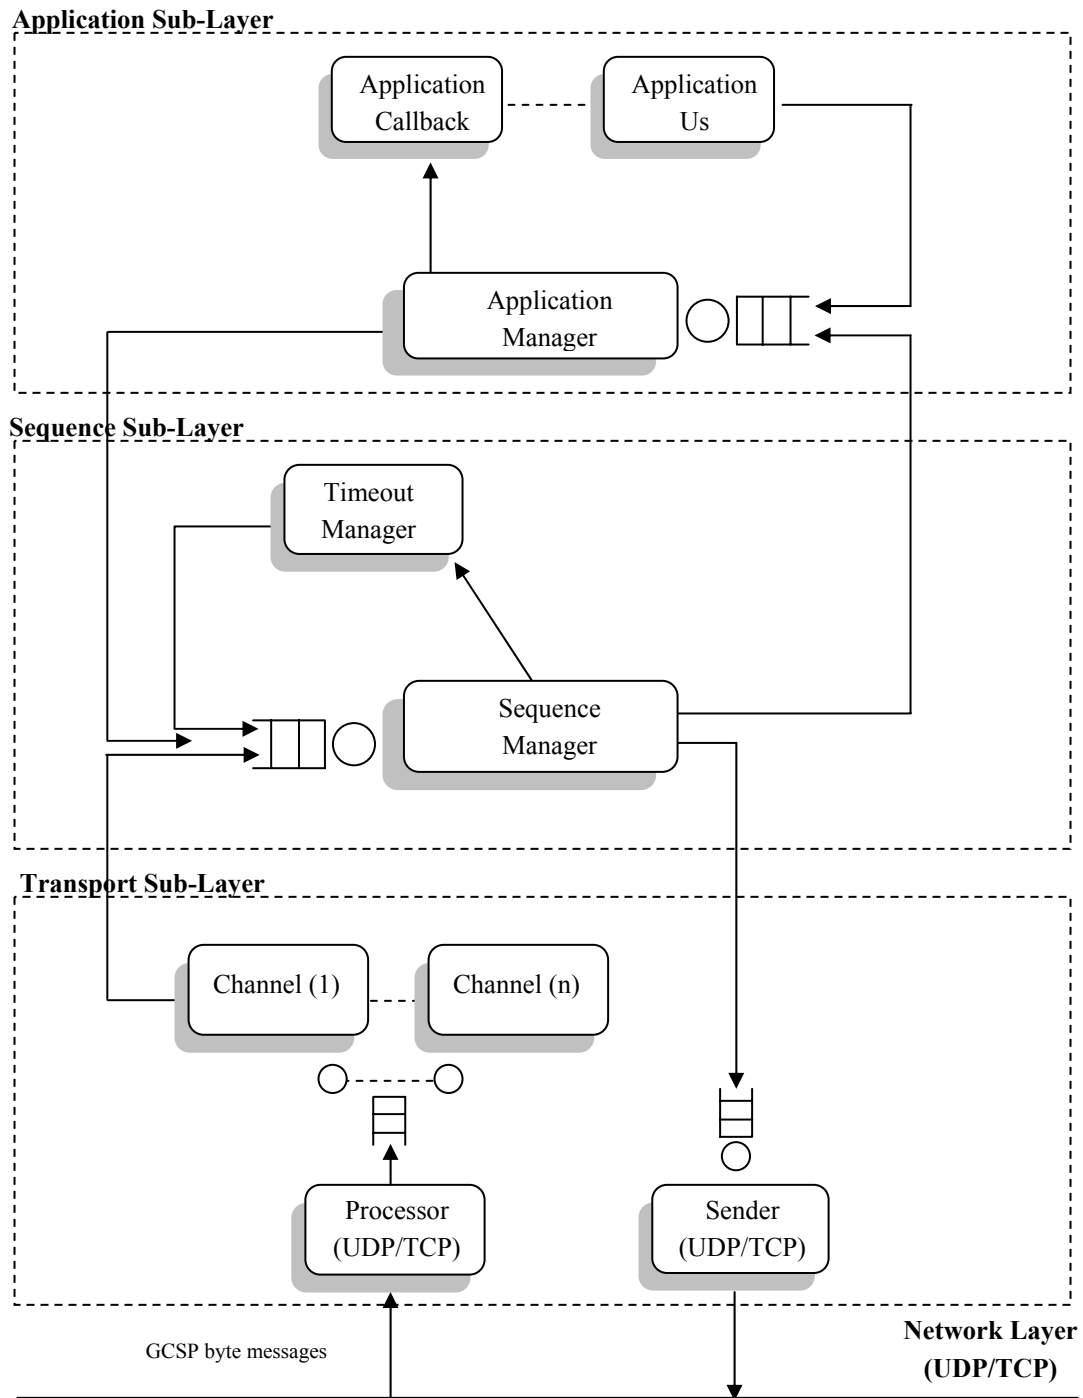 Application Sub-Layer
Application
Callback
Application
Us
Application
Manager
Sequence Sub-Layer
Timeout
Manager
Sequence
Manager
Transport Sub-Layer
Channel (1)
Channel (n)
Processor
(UDP/TCP)
Sender
(UDP/TCP)
GCSP byte messages
Network Layer
(UDP/TCP)